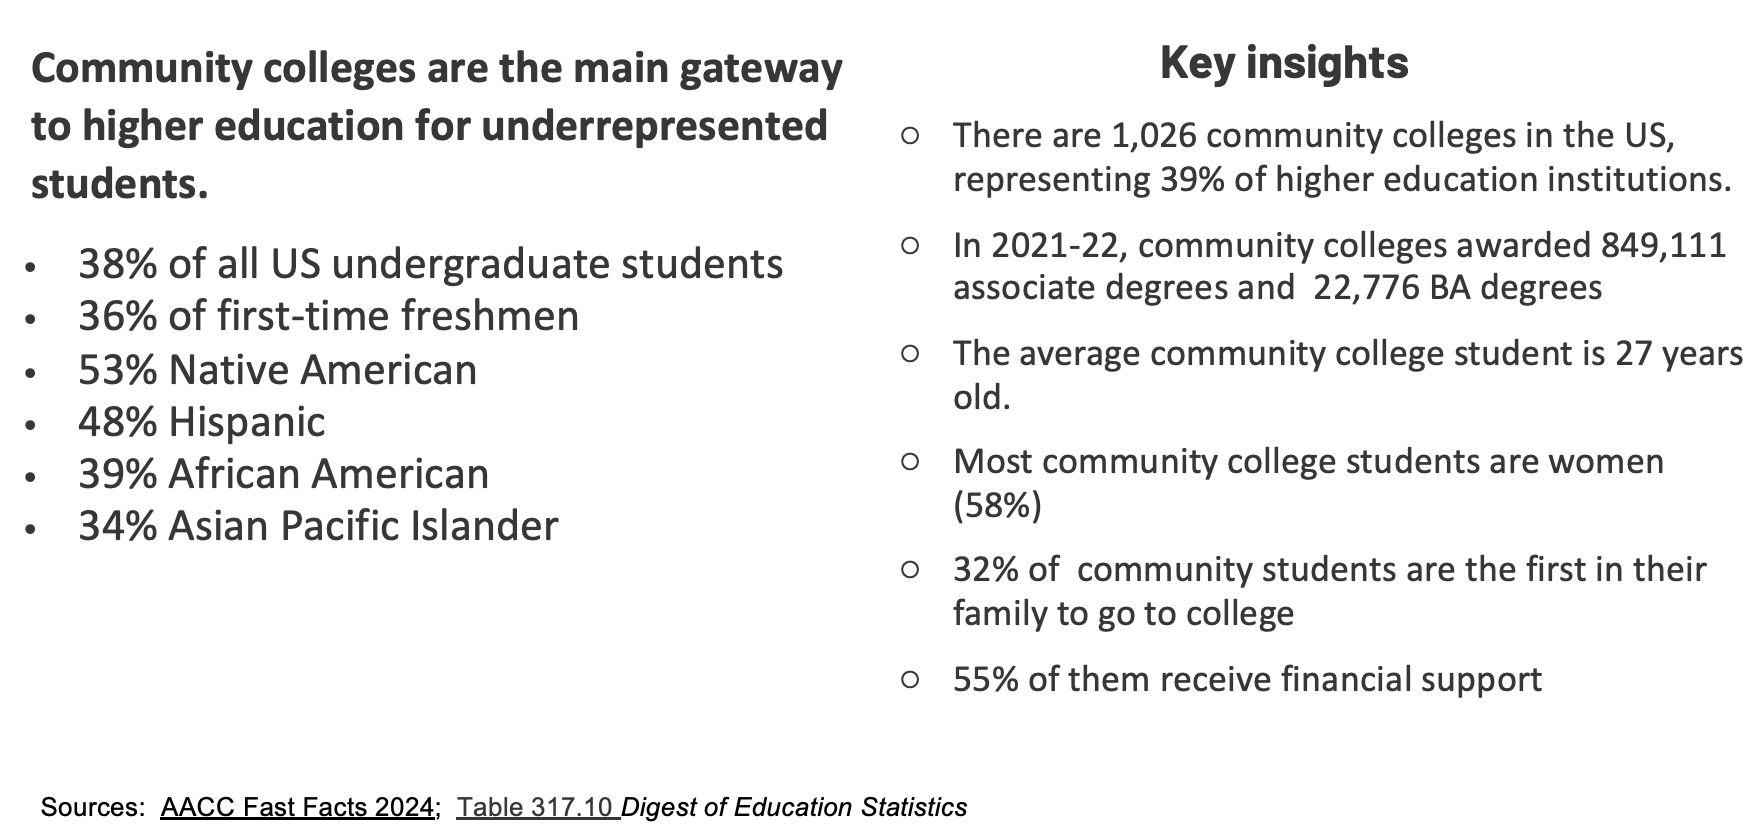 Community colleges are the main gateway
to higher education for underrepresented
students.
• 38% of all US undergraduate students
• 36% of first-time freshmen
• 53% Native American
• 48% Hispanic
• 39% African American
• 34% Asian Pacific Islander
Key insights
○ There are 1,026 community colleges in the US,
representing 39% of higher education institutions.
○ In 2021-22, community colleges awarded 849,111
associate degrees and  22,776 BA degrees
○ The average community college student is 27 years
old.
○ Most community college students are women
(58%)
○ 32% of  community students are the first in their
family to go to college
○ 55% of them receive financial support
Sources:  AACC Fast Facts 2024;  Table 317.10 Digest of Education Statistics